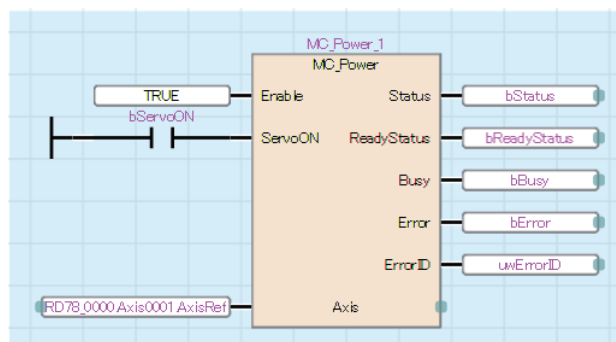 MC_Power_1
MC_Power
TRUE
Enable
Status
bStatus
bServoON
ServoON
ReadyStatus
bReadyStatus
Busy
bBusy
Error
bError
ErrorID
uwErrorID
RD78_0000.Axis0001.AxisRef
Axis